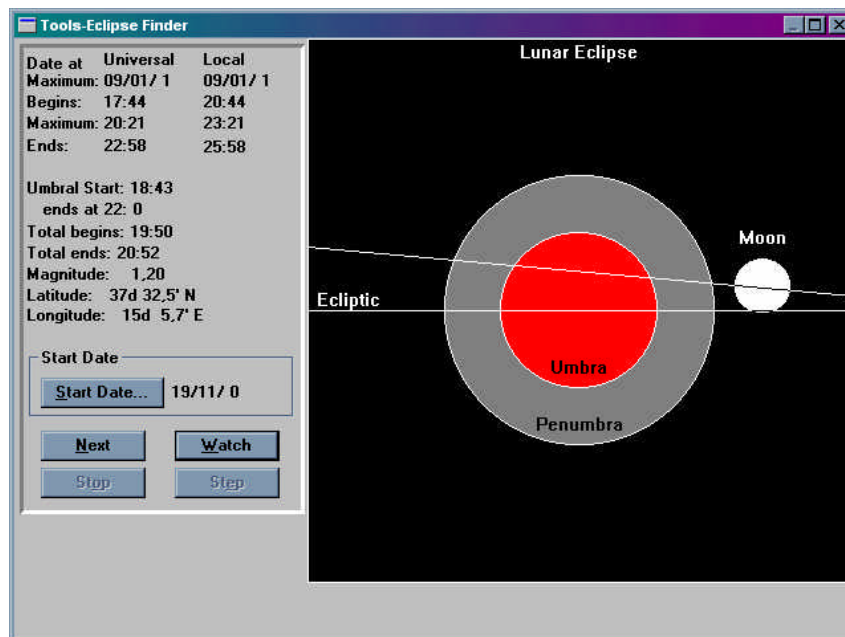 Tools-Eclipse Finder
Date at Universal Local
Maximum: 09/01/ 1 09/01/ 1
Begins: 17:44 20:44
Maximum: 20:21 23:21
Ends: 22:58 25:58
Umbral Start: 18:43
ends at 22: 0
Total begins: 19:50
Total ends: 20:52
Magnitude: 1,20
Latitude: 37d 32,5' N
Longitude: 15d 5,7' E
Start Date
Start Date... 19/11/ 0
Next Watch
Stop Step
Lunar Eclipse
Moon
Ecliptic
Umbra
Penumbra